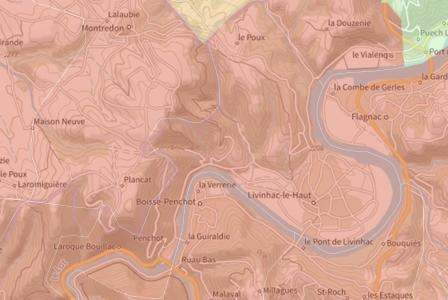 Lalaubie
Montredon
le Poux
la Douzenie
Puech L
le Vialenq
Port
la Gard
la Combe de Gerles
Flagnac
Maison Neuve
le Poux
Laromiguière
Plancat
la Verrerie
Boisse-Penchot
Livinhac-le-Haut
la Guiraldie
Penchot
Laroque Bouillac
le Pont de Livinhac
Bouquiès
Ruau Bas
Malaval
Millagues
St-Roch
les Estaques